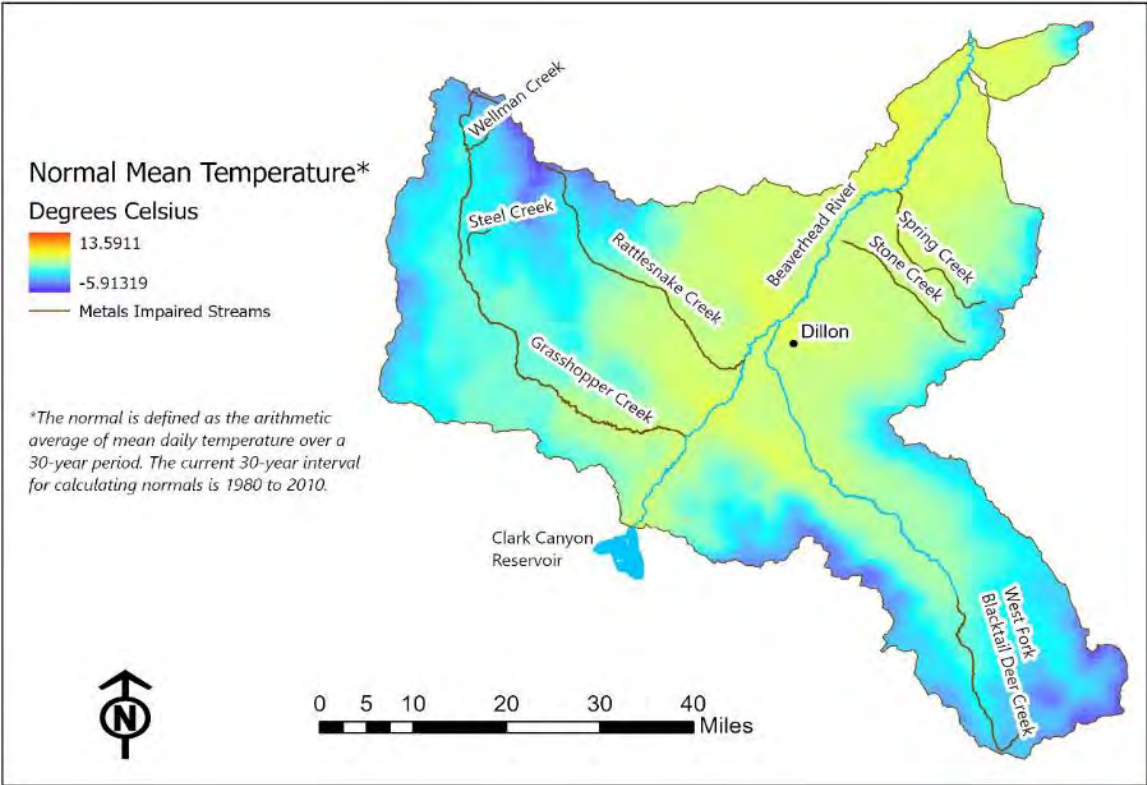 Normal Mean Temperature*
Degrees Celsius
13.5911
-5.91319
Metals Impaired Streams
*The normal is defined as the arithmetic
average of mean daily temperature over a
30-year period. The current 30-year interval
for calculating normals is 1980 to 2010.
Wellman Creek
Steel Creek
Rattlesnake Creek
Grasshopper Creek
Beaverhead River
Spring Creek
Stone Creek
Dillon
Clark Canyon
Reservoir
West Fork
Blacktail Deer Creek
N
0 5 10 20 30 40
Miles